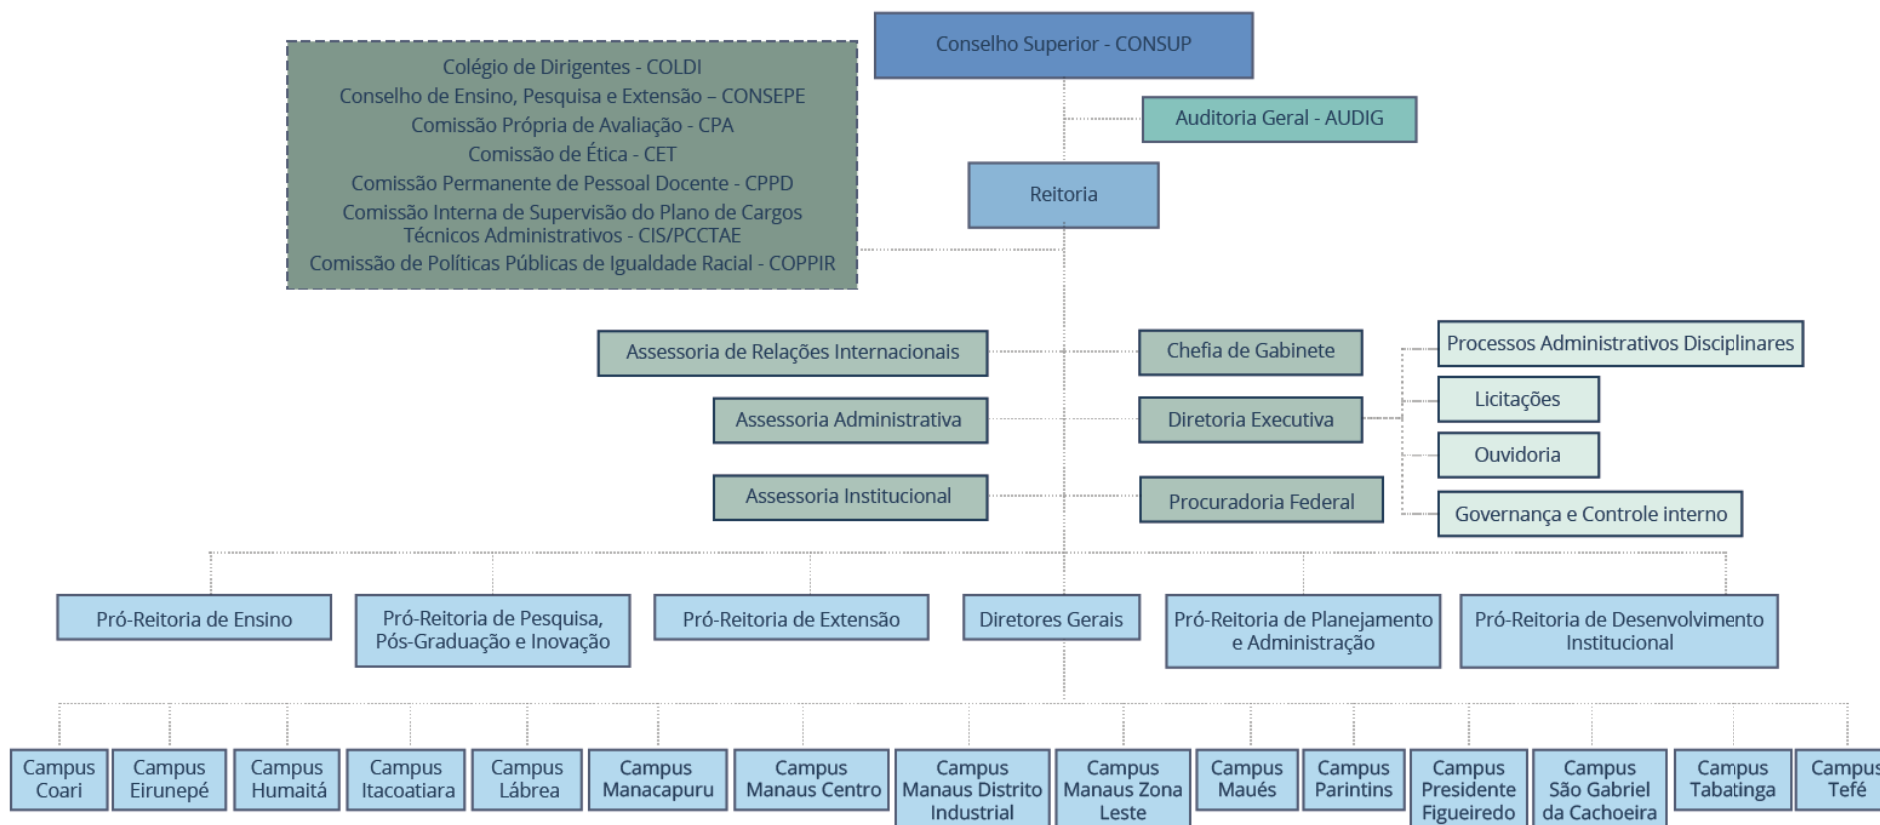 Conselho Superior - CONSUP
Colégio de Dirigentes - COLDI
Conselho de Ensino, Pesquisa e Extensão – CONSEPE
Comissão Própria de Avaliação - CPA
Comissão de Ética - CET
Comissão Permanente de Pessoal Docente - CPPD
Comissão Interna de Supervisão do Plano de Cargos
Técnicos Administrativos - CIS/PCCTAE
Comissão de Políticas Públicas de Igualdade Racial - COPPIR
Auditoria Geral - AUDIG
Reitoria
Assessoria de Relações Internacionais
Chefia de Gabinete
Processos Administrativos Disciplinares
Licitações
Assessoria Administrativa
Diretoria Executiva
Ouvidoria
Assessoria Institucional
Procuradoria Federal
Governança e Controle interno
Pró-Reitoria de Ensino
Pró-Reitoria de Pesquisa,
Pós-Graduação e Inovação
Pró-Reitoria de Extensão
Diretores Gerais
Pró-Reitoria de Planejamento
e Administração
Pró-Reitoria de Desenvolvimento
Institucional
Campus
Coari
Campus
Eirunepé
Campus
Humaitá
Campus
Itacoatiara
Campus
Lábrea
Campus
Manacapuru
Campus
Manaus Centro
Campus
Manaus Distrito
Industrial
Campus
Manaus Zona
Leste
Campus
Maués
Campus
Parintins
Campus
Presidente
Figueiredo
Campus
São Gabriel
da Cachoeira
Campus
Tabatinga
Campus
Tefé